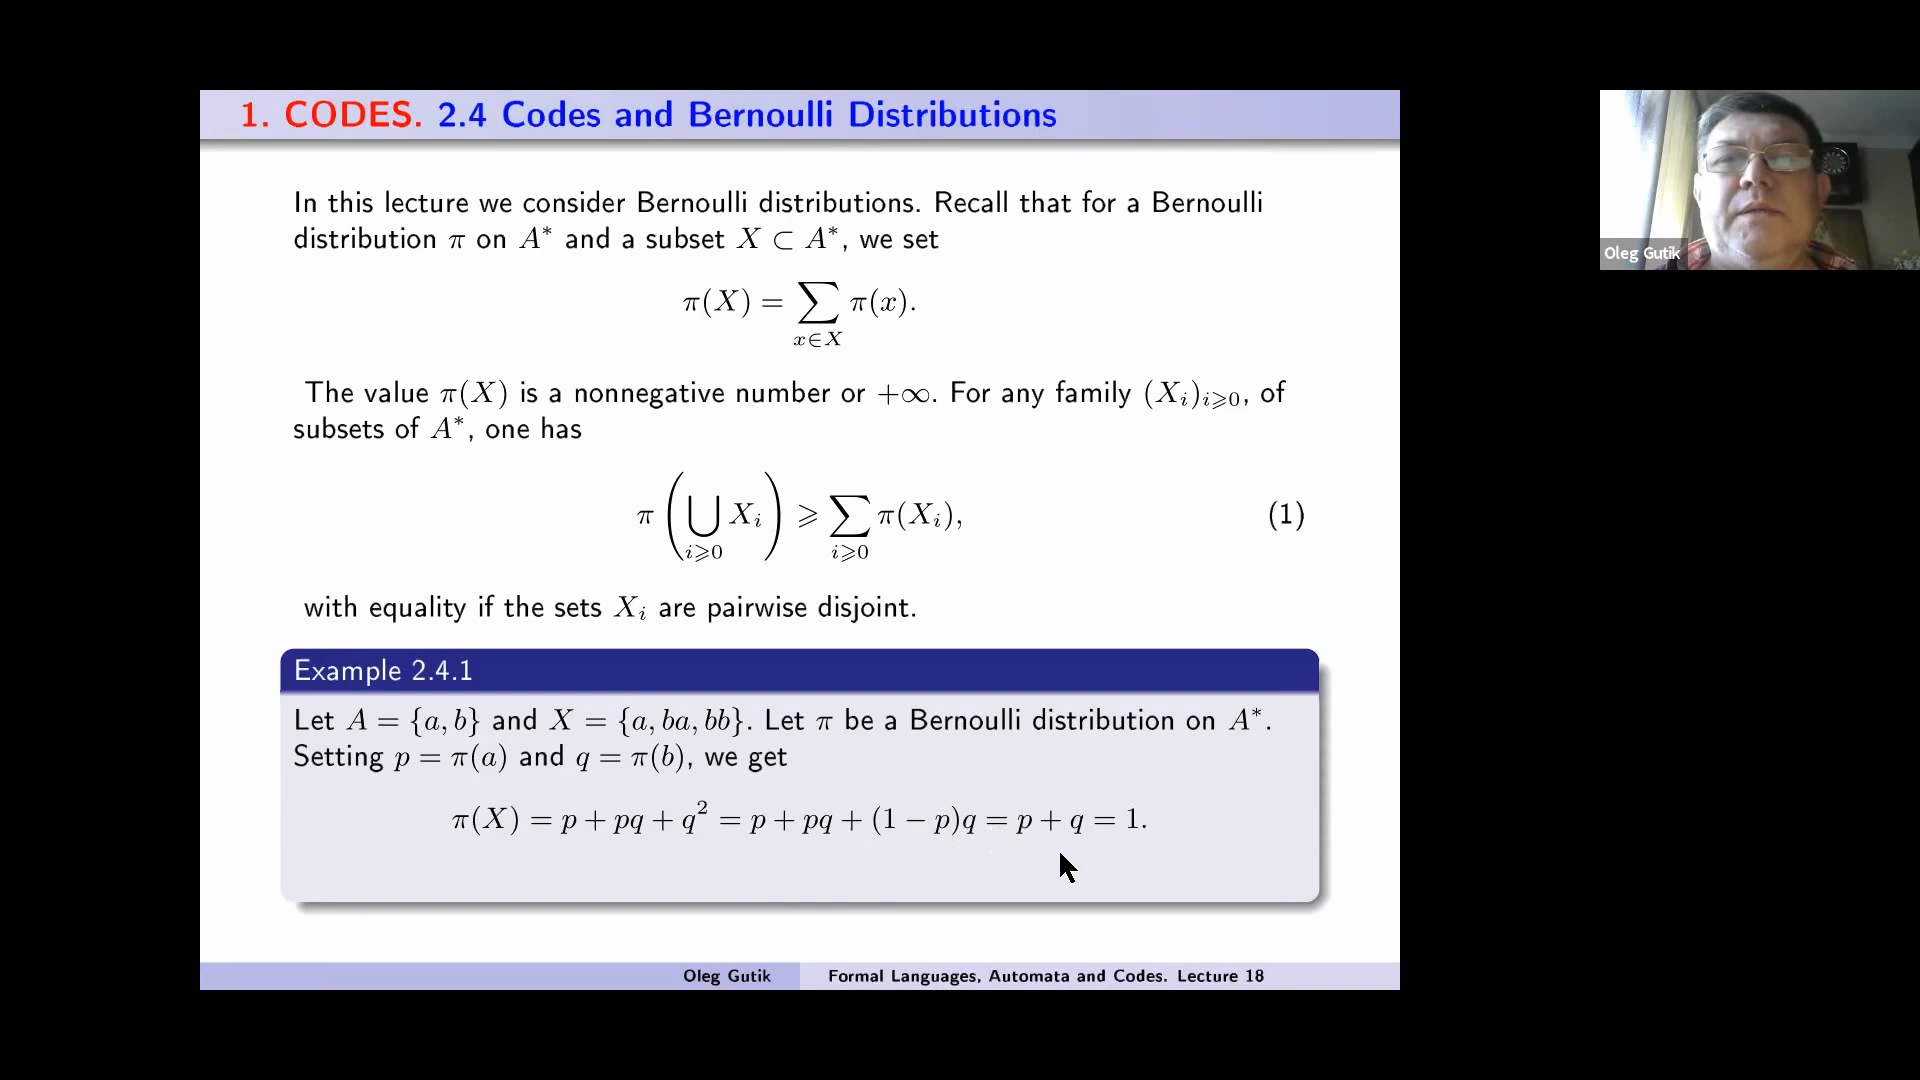 1. CODES. 2.4 Codes and Bernoulli Distributions
In this lecture we consider Bernoulli distributions. Recall that for a Bernoulli
distribution π on A* and a subset X ⊂ A*, we set
π(X) = ∑_{x∈X} π(x).
The value π(X) is a nonnegative number or +∞. For any family (X_i)_{i⩾0}, of
subsets of A*, one has
π(⋃_{i⩾0} X_i) ⩾ ∑_{i⩾0} π(X_i), (1)
with equality if the sets X_i are pairwise disjoint.
Example 2.4.1
Let A = {a, b} and X = {a, ba, bb}. Let π be a Bernoulli distribution on A*.
Setting p = π(a) and q = π(b), we get
π(X) = p + pq + q² = p + pq + (1 − p)q = p + q = 1.
Oleg Gutik Formal Languages, Automata and Codes. Lecture 18
Oleg Gutik